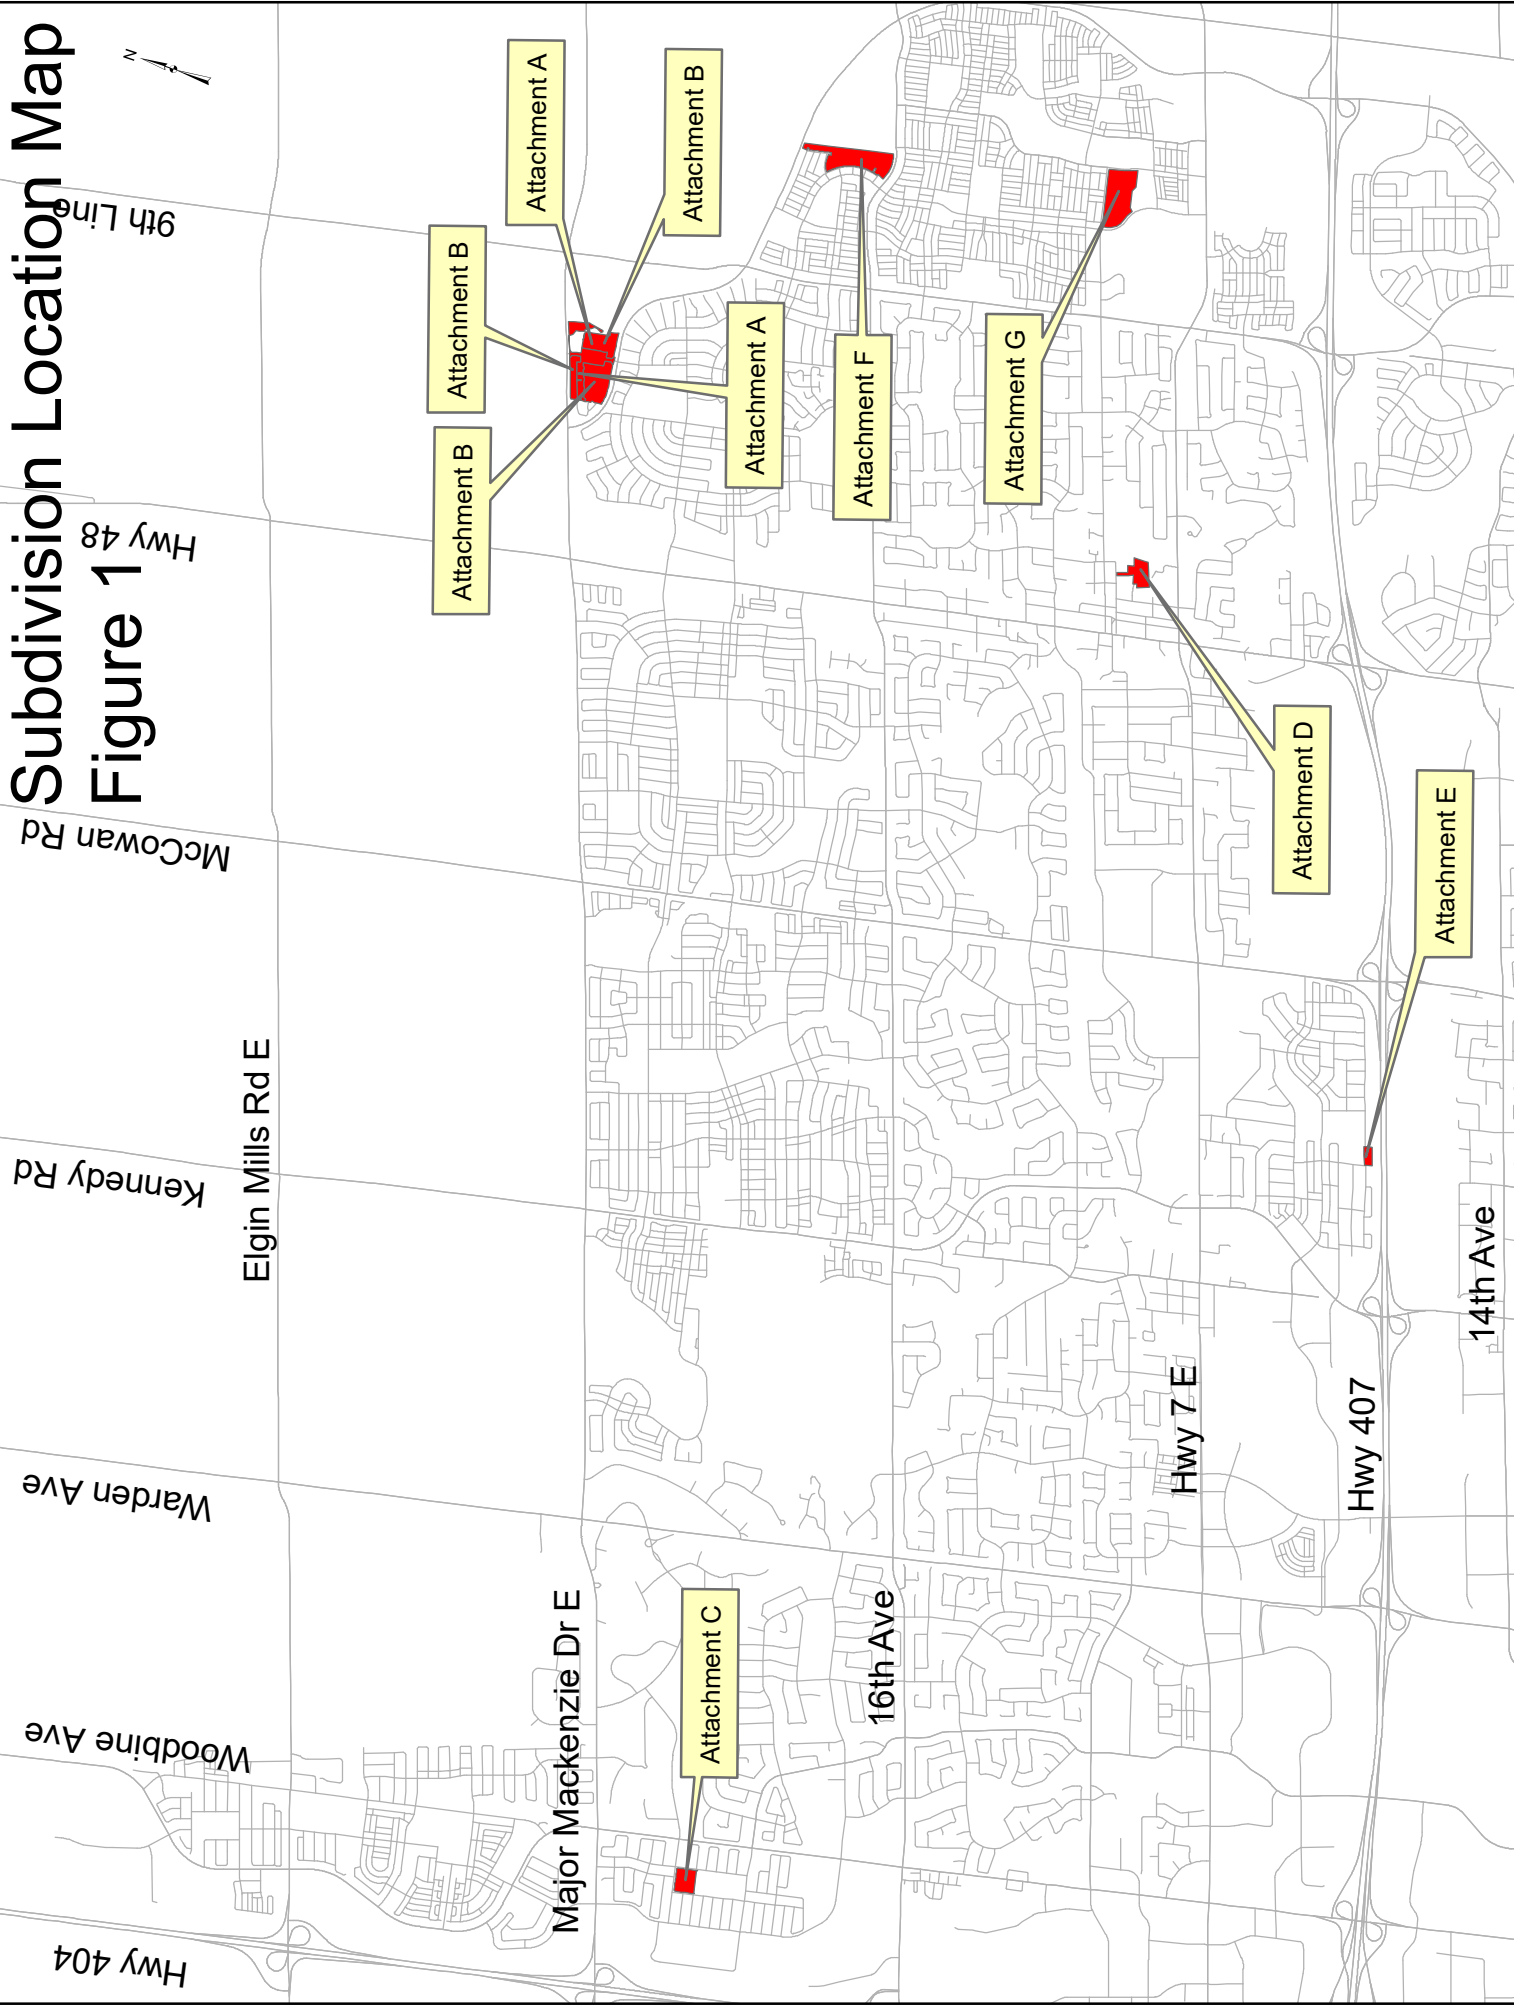 Subdivision Location Map
Figure 1
N
Hwy 404
Woodbine Ave
Warden Ave
Kennedy Rd
McCowan Rd
Hwy 48
9th Line
Elgin Mills Rd E
Major Mackenzie Dr E
16th Ave
Hwy 7 E
Hwy 407
14th Ave
Attachment B
Attachment B
Attachment A
Attachment B
Attachment A
Attachment C
Attachment F
Attachment G
Attachment D
Attachment E